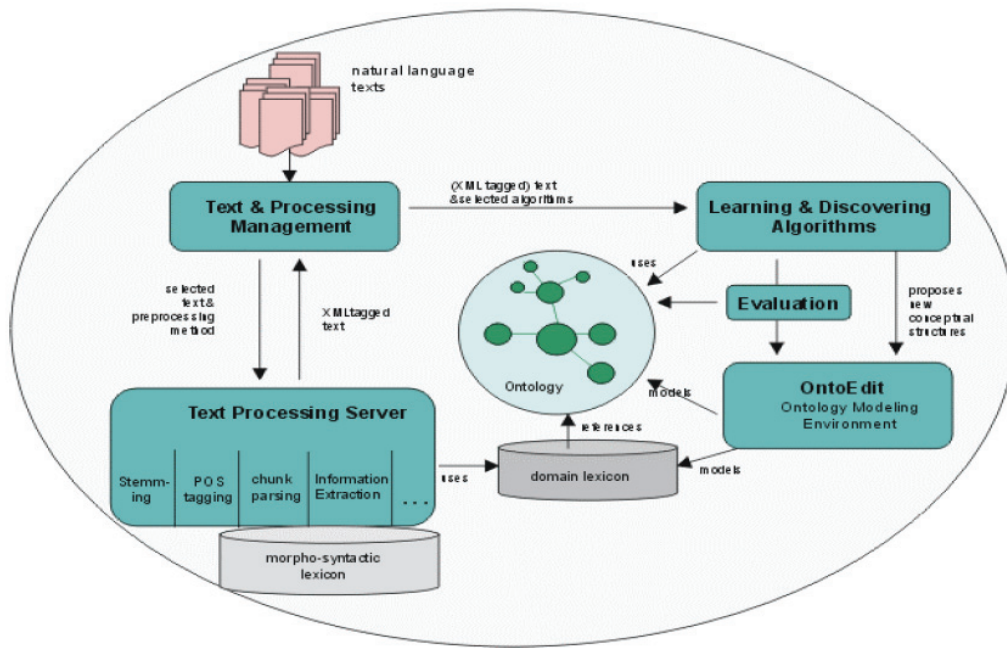 natural language
texts
Text & Processing
Management
(XML tagged) text
& selected algorithms
Learning & Discovering
Algorithms
selected
text &
preprocessing
method
XML tagged
text
uses
Evaluation
proposes
new
conceptual
structures
Ontology
models
OntoEdit
Ontology Modeling
Environment
Text Processing Server
references
Stemm-
ing
POS
tagging
chunk
parsing
Information
Extraction
...
uses
domain lexicon
models
morpho-syntactic
lexicon